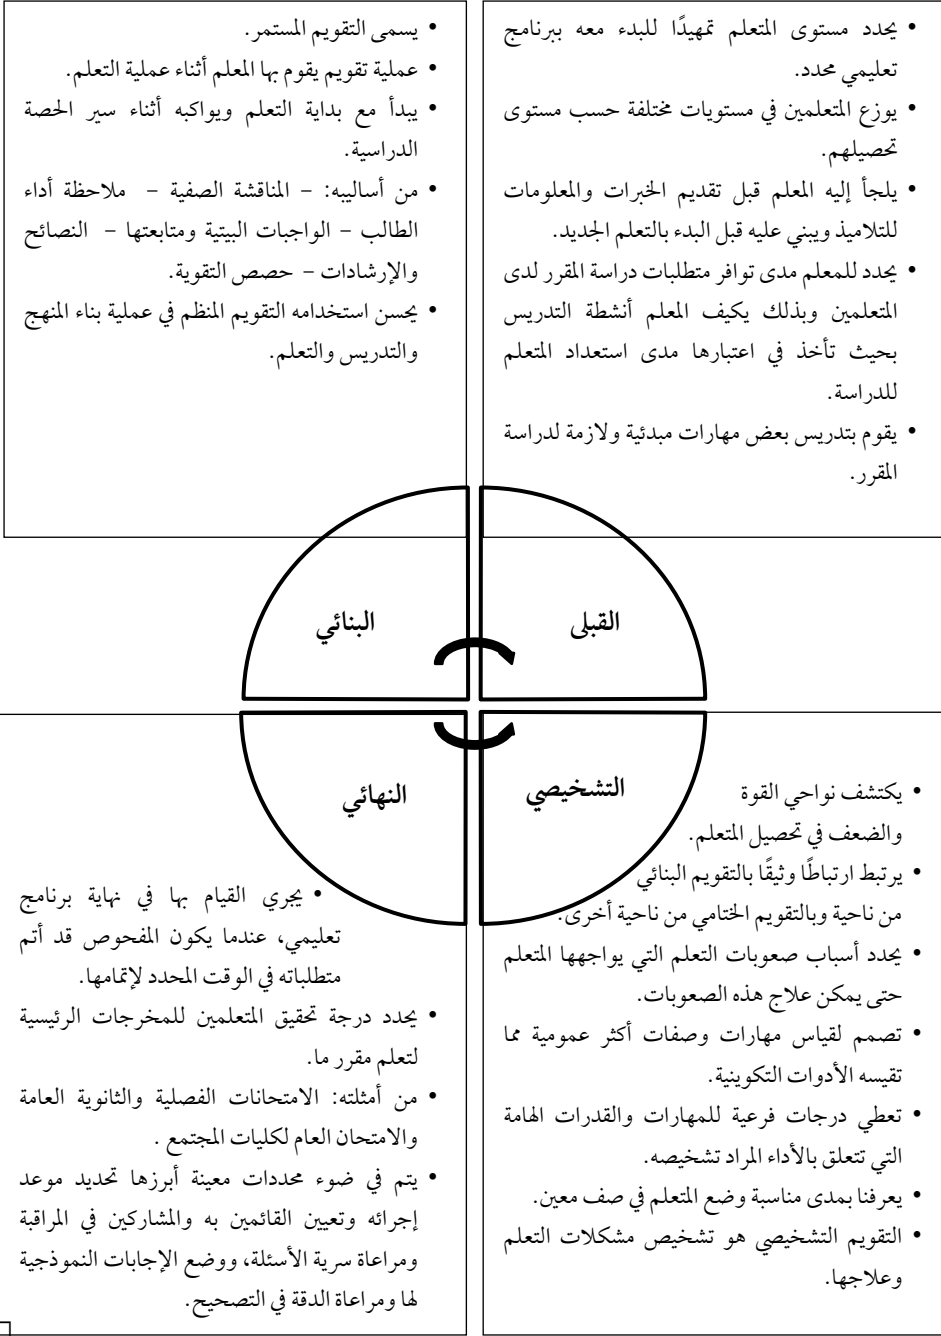 • يحدد مستوى المتعلم تمهيدًا للبدء معه ببرنامج
تعليمي محدد.
• يوزع المتعلمين في مستويات مختلفة حسب مستوى
تحصيلهم.
• يلجأ إليه المعلم قبل تقديم الخبرات والمعلومات
للتلاميذ ويبني عليه قبل البدء بالتعلم الجديد.
• يحدد للمعلم مدى توافر متطلبات دراسة المقرر لدى
المتعلمين وبذلك يكيف المعلم أنشطة التدريس
بحيث تأخذ في اعتبارها مدى استعداد المتعلم
للدراسة.
• يقوم بتدريس بعض مهارات مبدئية ولازمة لدراسة
المقرر.
• يسمى التقويم المستمر.
• عملية تقويم يقوم بها المعلم أثناء عملية التعلم.
• يبدأ مع بداية التعلم ويواكبه أثناء سير الحصة
الدراسية.
• من أساليبه: – المناقشة الصفية – ملاحظة أداء
الطالب – الواجبات البيتية ومتابعتها – النصائح
والإرشادات – حصص التقوية.
• يحسن استخدامه التقويم المنظم في عملية بناء المنهج
والتدريس والتعلم.
القبلى
البنائي
التشخيصي
النهائي
• يكتشف نواحي القوة
والضعف في تحصيل المتعلم.
• يرتبط ارتباطًا وثيقًا بالتقويم البنائي
من ناحية وبالتقويم الختامي من ناحية أخرى.
• يحدد أسباب صعوبات التعلم التي يواجهها المتعلم
حتى يمكن علاج هذه الصعوبات.
• تصمم لقياس مهارات وصفات أكثر عمومية مما
تقيسه الأدوات التكوينية.
• تعطي درجات فرعية للمهارات والقدرات الهامة
التي تتعلق بالأداء المراد تشخيصه.
• يعرفنا بمدى مناسبة وضع المتعلم في صف معين.
• التقويم التشخيصي هو تشخيص مشكلات التعلم
وعلاجها.
• يجري القيام بها في نهاية برنامج
تعليمي، عندما يكون المفحوص قد أتم
متطلباته في الوقت المحدد لإتمامها.
• يحدد درجة تحقيق المتعلمين للمخرجات الرئيسية
لتعلم مقرر ما.
• من أمثلته: الامتحانات الفصلية والثانوية العامة
والامتحان العام لكليات المجتمع .
• يتم في ضوء محددات معينة أبرزها تحديد موعد
إجرائه وتعيين القائمين به والمشاركين في المراقبة
ومراعاة سرية الأسئلة، ووضع الإجابات النموذجية
لها ومراعاة الدقة في التصحيح.